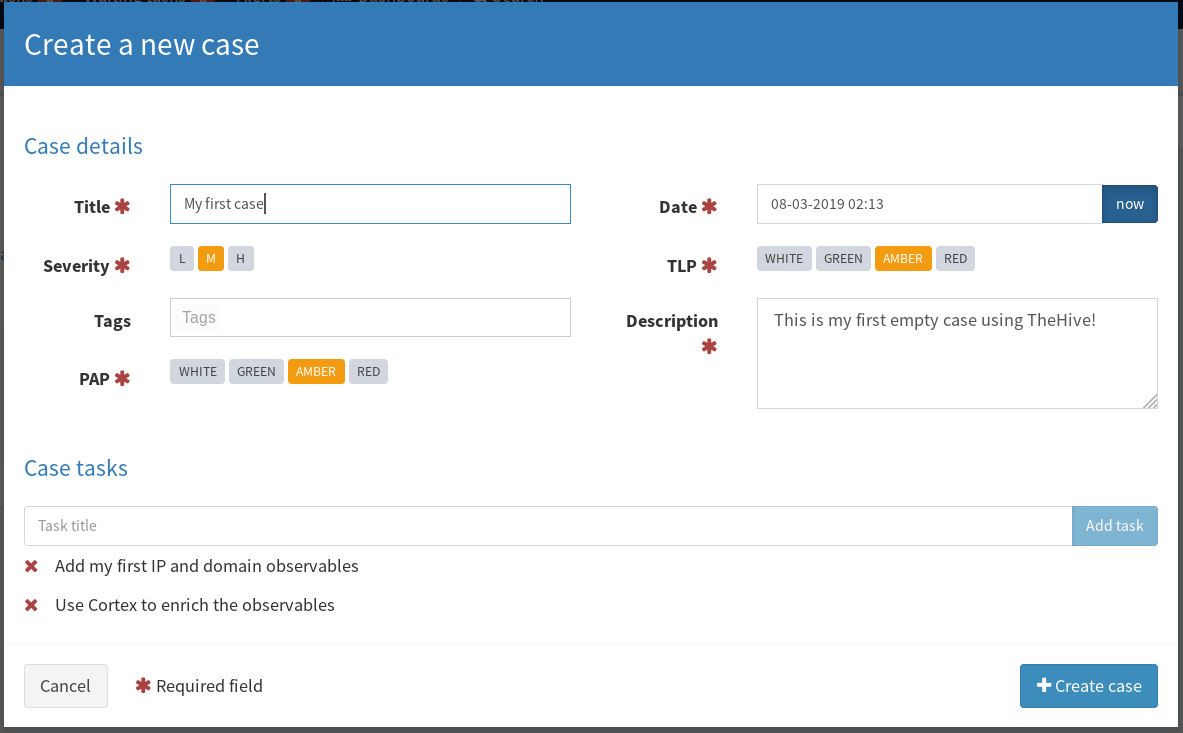 Create a new case
Case details
Title ✱ My first case
Date ✱ 08-03-2019 02:13 now
Severity ✱ L M H
TLP ✱ WHITE GREEN AMBER RED
Tags Tags
Description ✱ This is my first empty case using TheHive!
PAP ✱ WHITE GREEN AMBER RED
Case tasks
Task title Add task
✖ Add my first IP and domain observables
✖ Use Cortex to enrich the observables
Cancel ✱ Required field + Create case